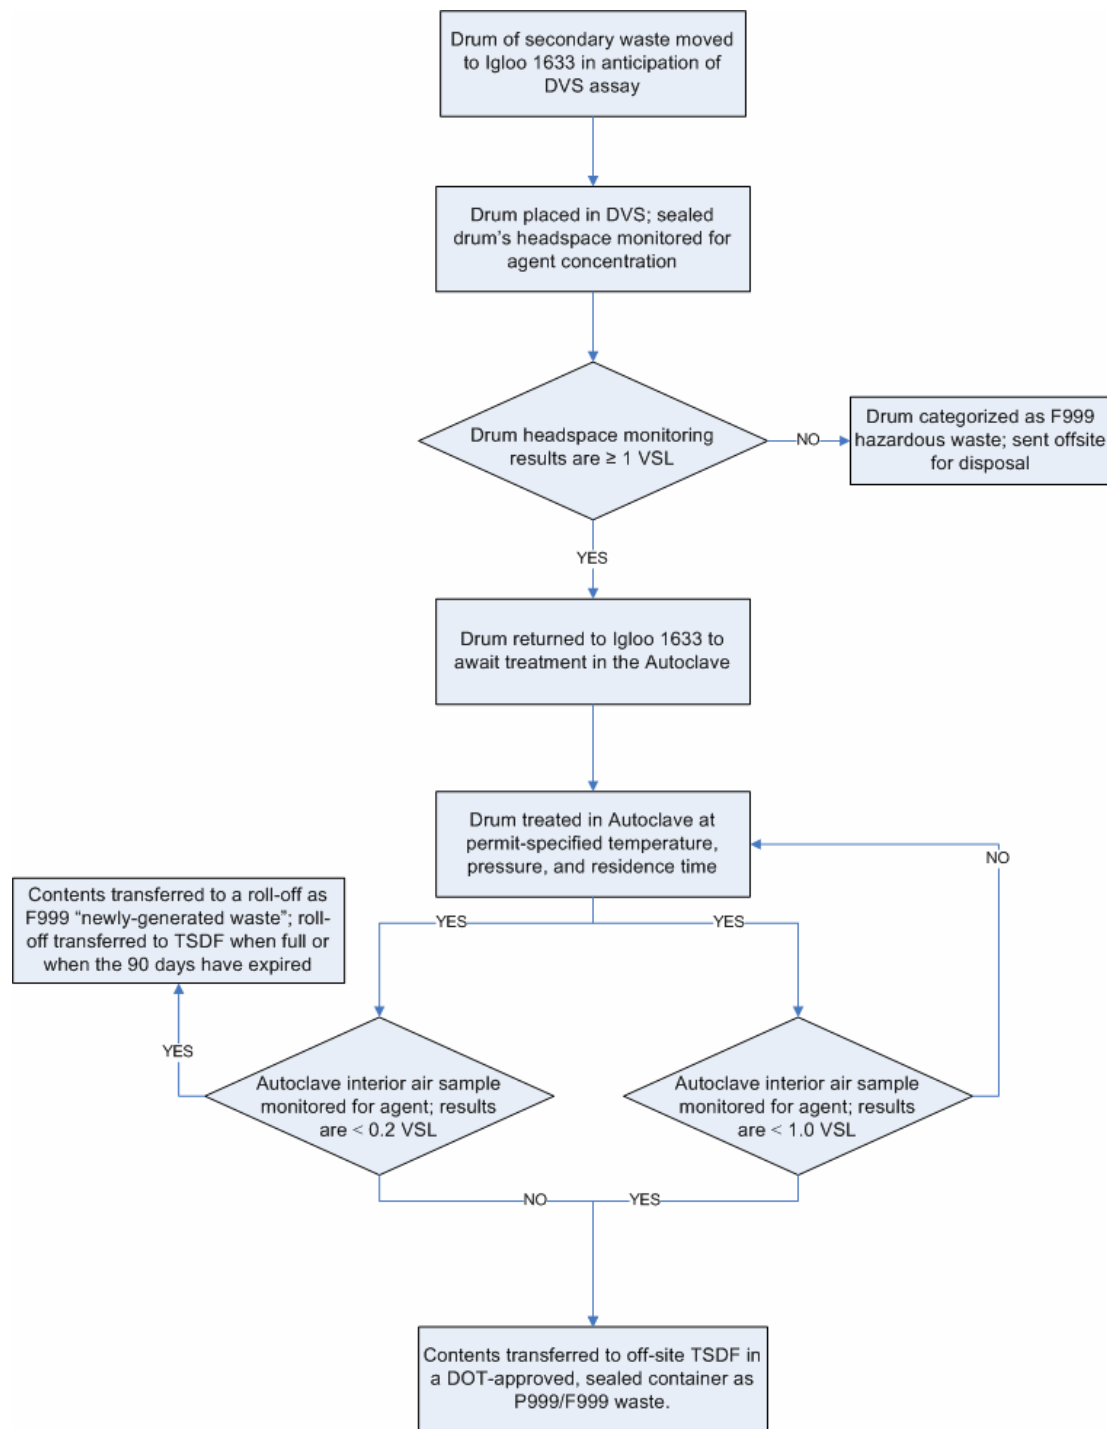 Drum of secondary waste moved
to Igloo 1633 in anticipation of
DVS assay
Drum placed in DVS; sealed
drum's headspace monitored for
agent concentration
Drum headspace monitoring
results are ≥ 1 VSL
NO
Drum categorized as F999
hazardous waste; sent offsite
for disposal
YES
Drum returned to Igloo 1633 to
await treatment in the Autoclave
Drum treated in Autoclave at
permit-specified temperature,
pressure, and residence time
NO
Contents transferred to a roll-off as
F999 “newly-generated waste”; roll-
off transferred to TSDF when full or
when the 90 days have expired
YES
YES
YES
Autoclave interior air sample
monitored for agent; results
are < 0.2 VSL
Autoclave interior air sample
monitored for agent; results
are < 1.0 VSL
NO
YES
Contents transferred to off-site TSDF in
a DOT-approved, sealed container as
P999/F999 waste.